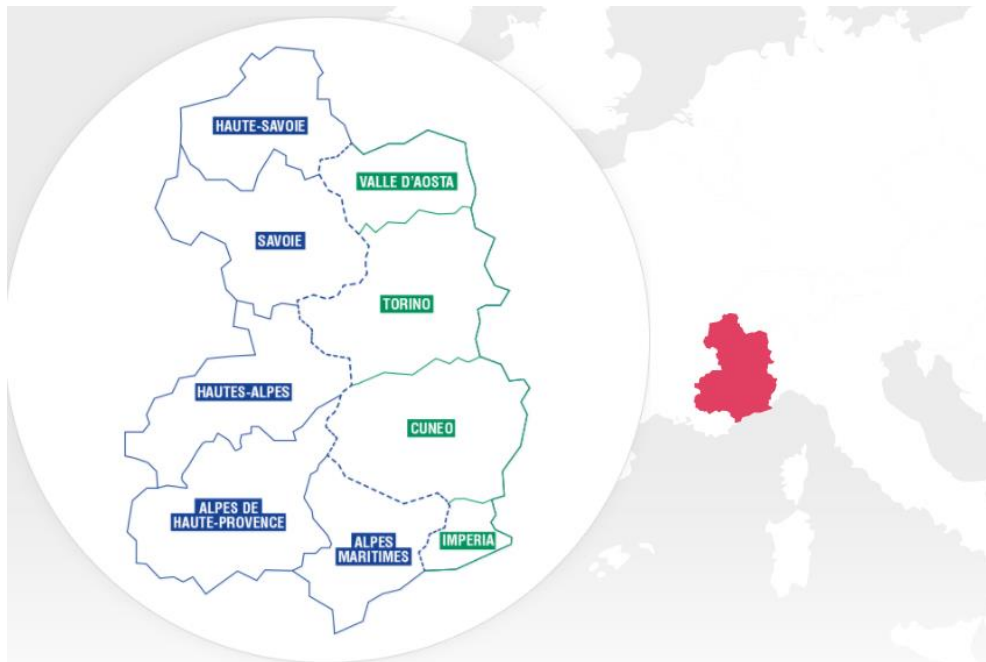 HAUTE-SAVOIE
VALLE D'AOSTA
SAVOIE
TORINO
HAUTES-ALPES
CUNEO
ALPES DE
HAUTE-PROVENCE
ALPES
MARITIMES
IMPERIA